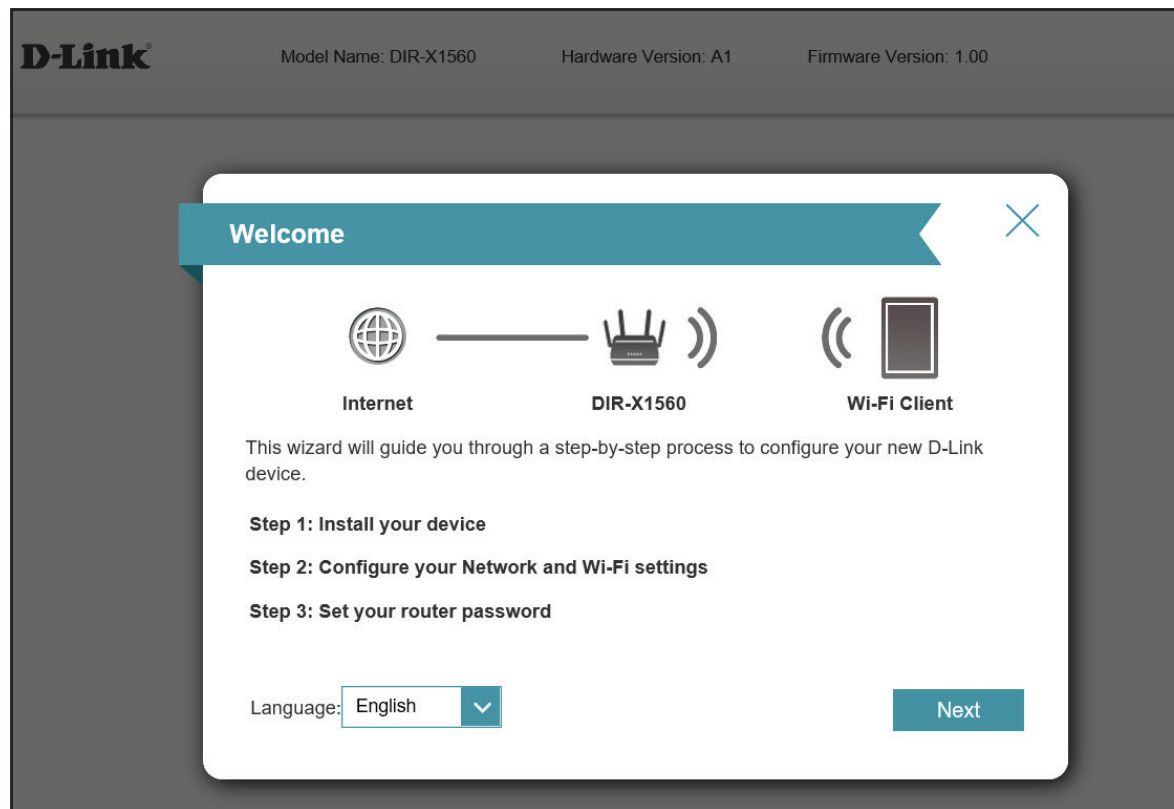 D-Link
Model Name: DIR-X1560 Hardware Version: A1 Firmware Version: 1.00
Welcome
Internet DIR-X1560 Wi-Fi Client
This wizard will guide you through a step-by-step process to configure your new D-Link
device.
Step 1: Install your device
Step 2: Configure your Network and Wi-Fi settings
Step 3: Set your router password
Language: English
Next